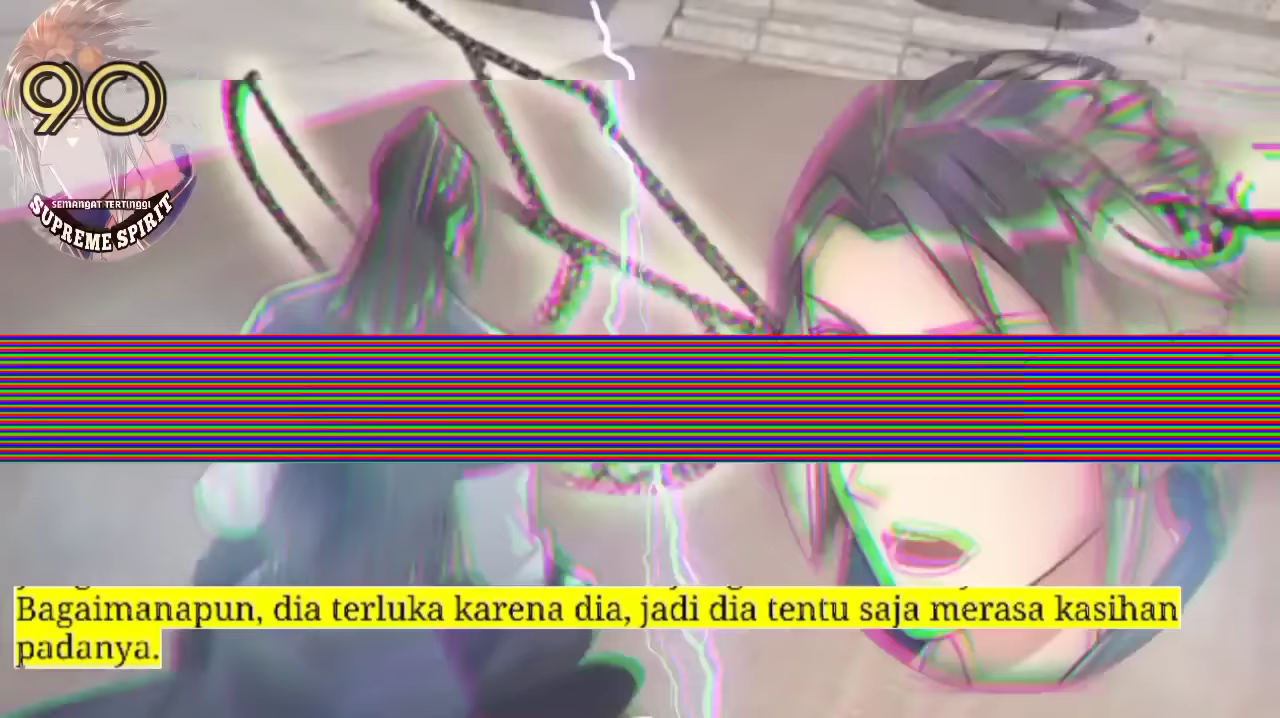 90
SEMANGAT TERTINGGI
SUPREME SPIRIT
Bagaimanapun, dia terluka karena dia, jadi dia tentu saja merasa kasihan
padanya.